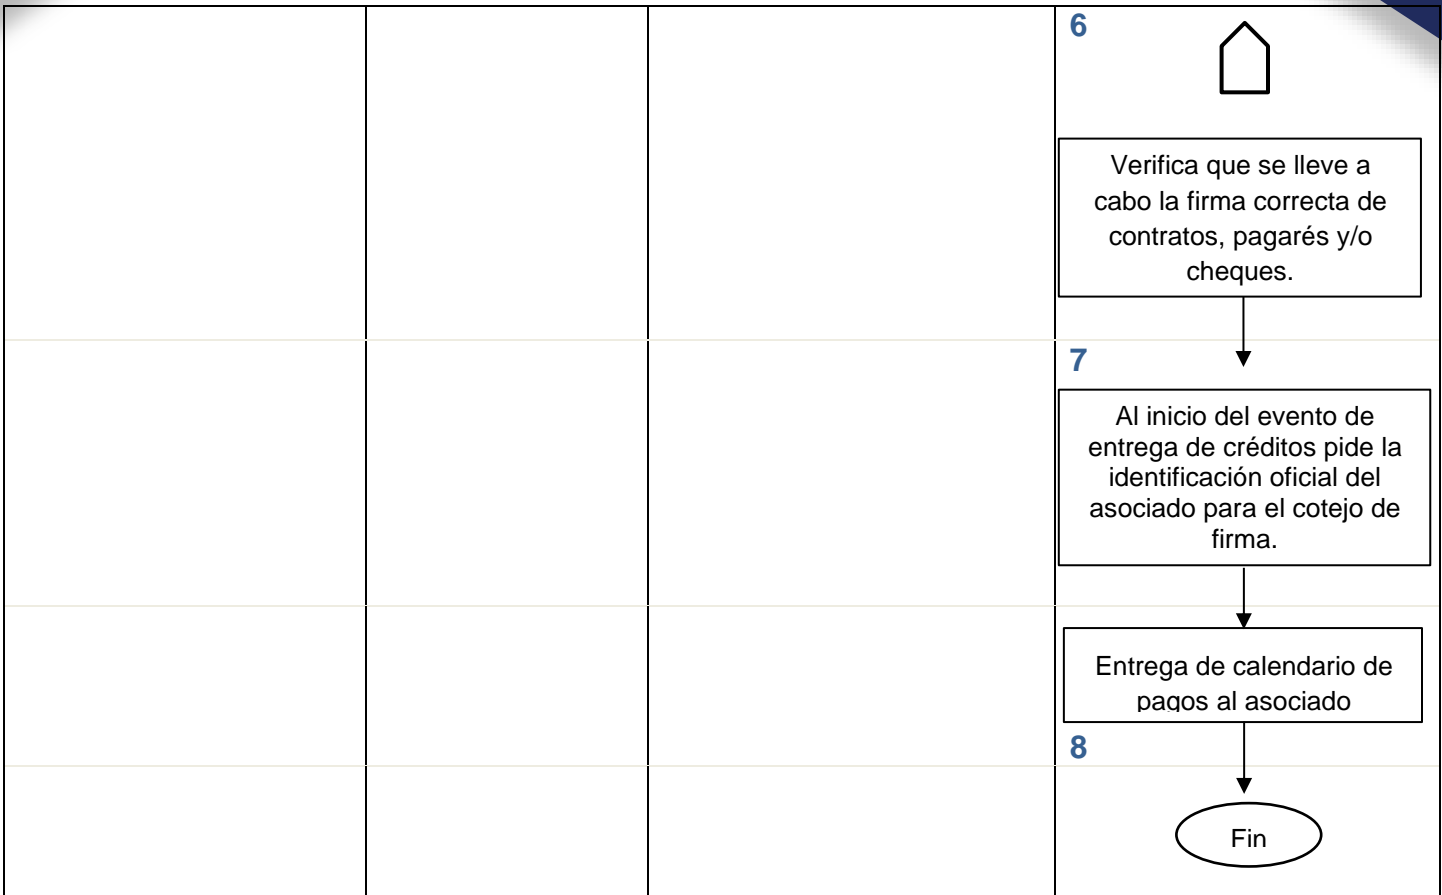 6
Verifica que se lleve a
cabo la firma correcta de
contratos, pagarés y/o
cheques.
7
Al inicio del evento de
entrega de créditos pide la
identificación oficial del
asociado para el cotejo de
firma.
Entrega de calendario de
pagos al asociado
8
Fin